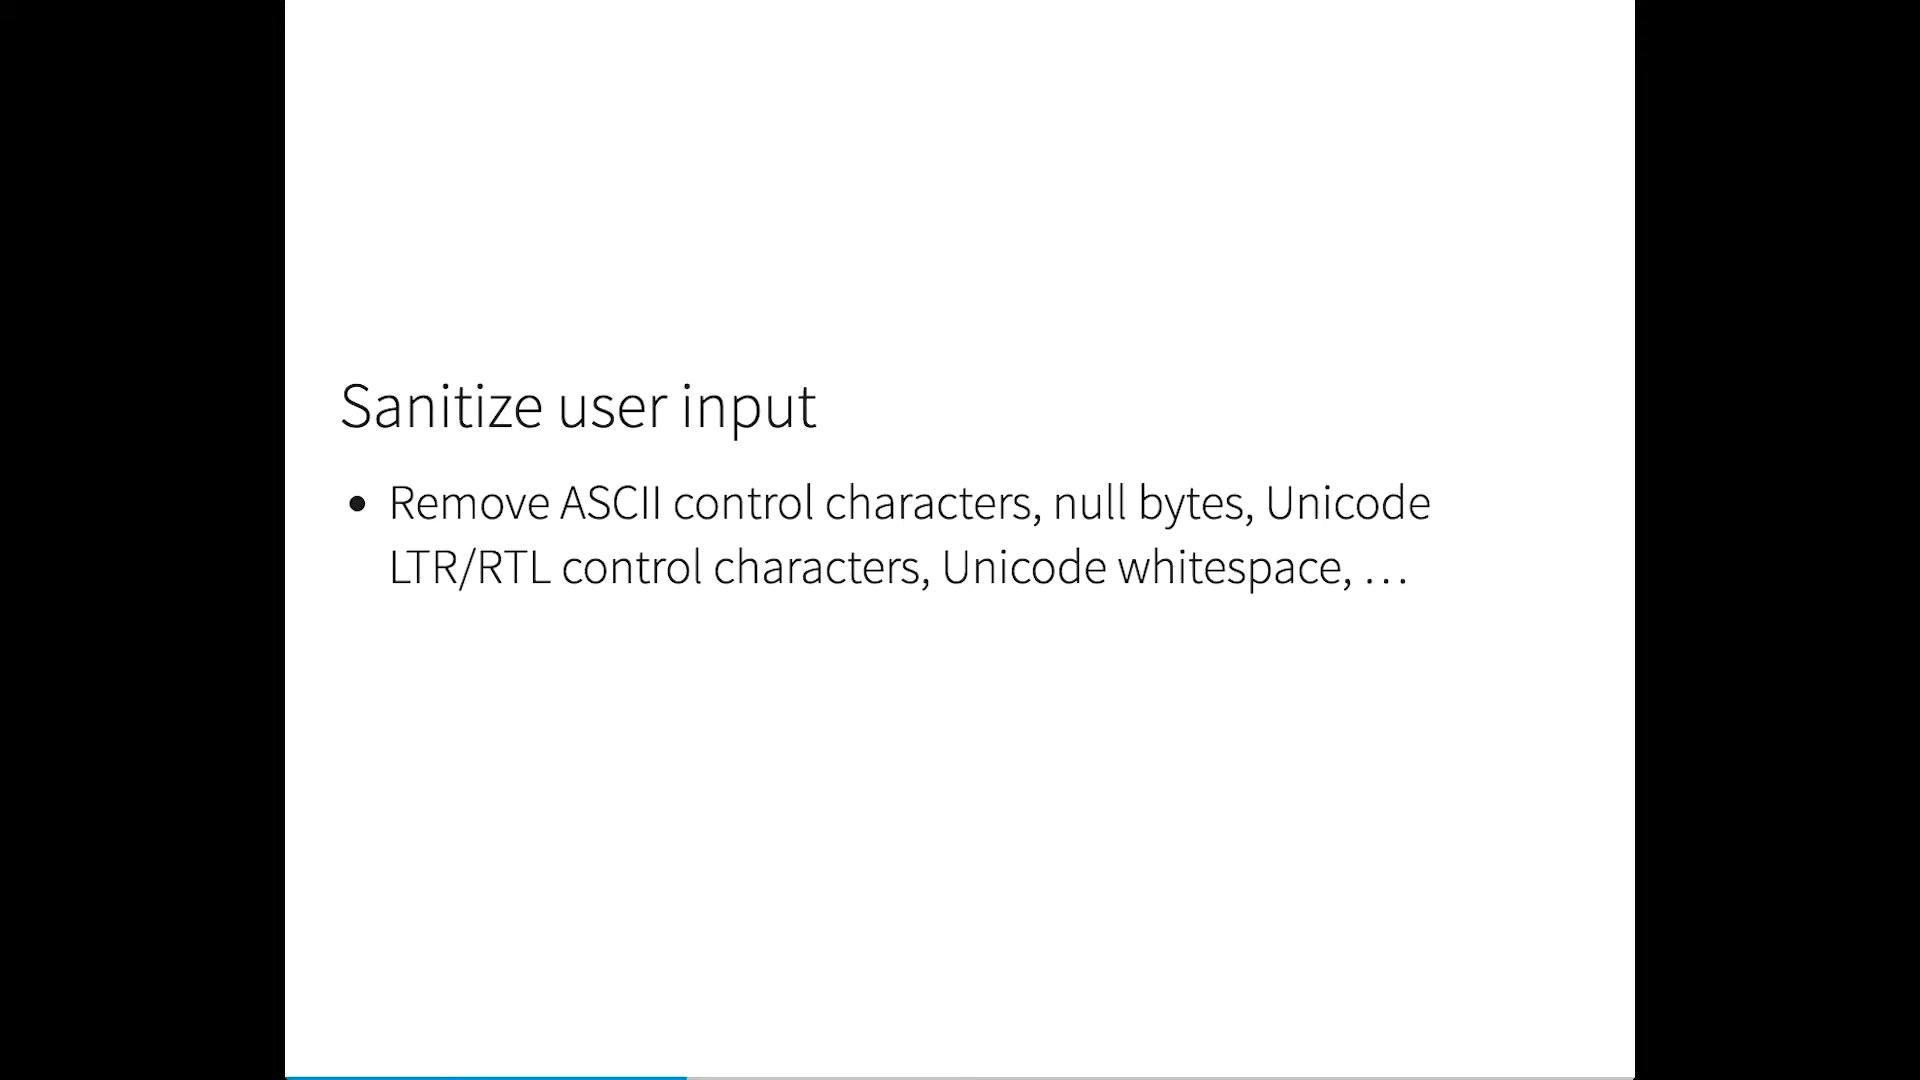 Sanitize user input
• Remove ASCII control characters, null bytes, Unicode
LTR/RTL control characters, Unicode whitespace, …